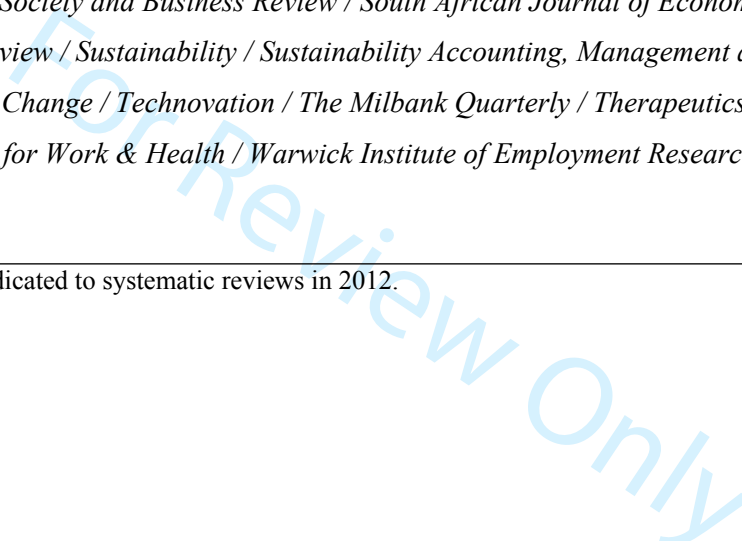 Society and Business Review / South African Journal of Econom
view / Sustainability / Sustainability Accounting, Management a
Change / Technovation / The Milbank Quarterly / Therapeutics
for Work & Health / Warwick Institute of Employment Researc
dicated to systematic reviews in 2012.
For Review Only